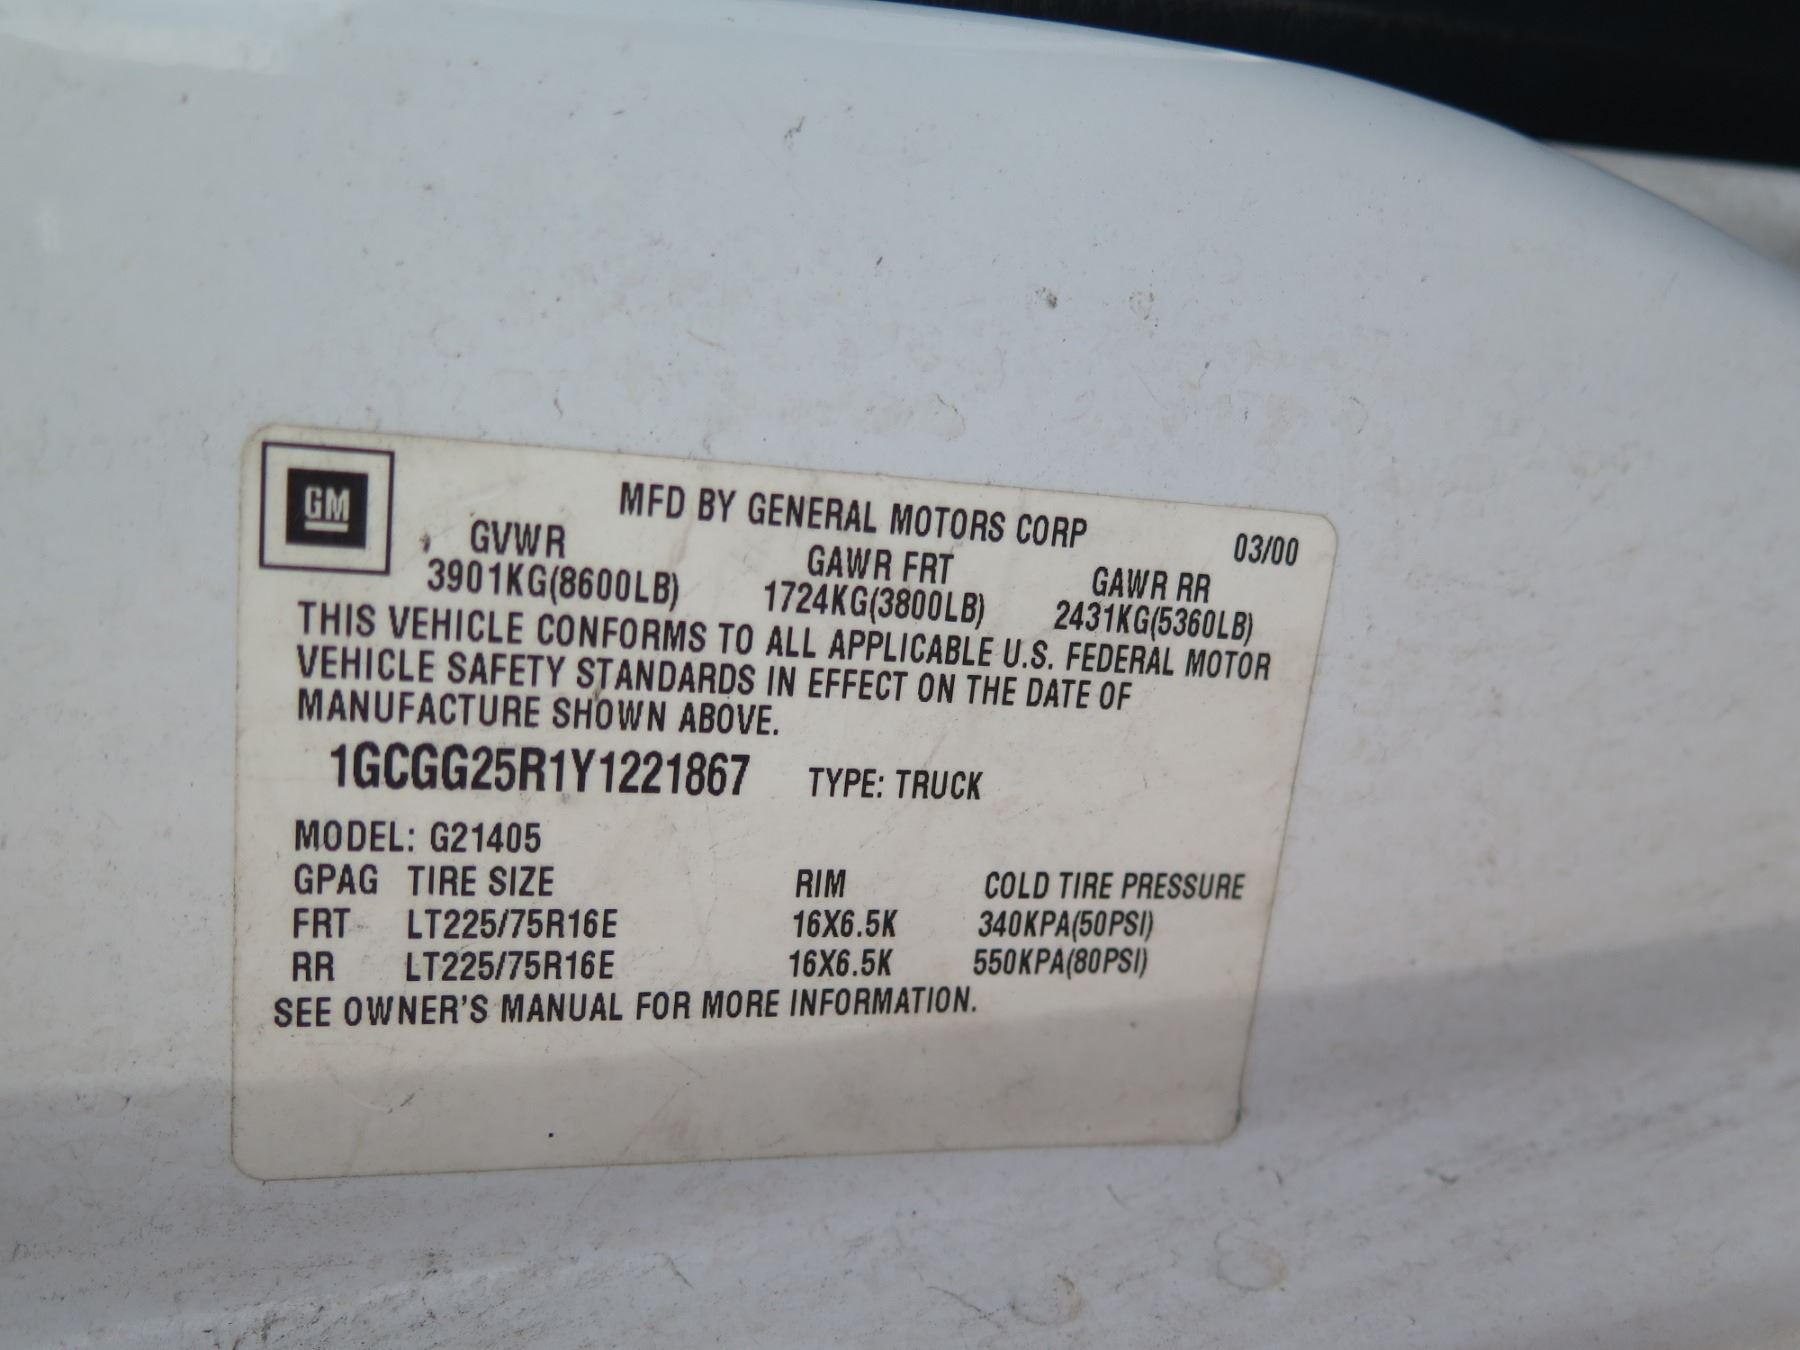 GM
MFD BY GENERAL MOTORS CORP 03/00
GVWR GAWR FRT GAWR RR
3901KG(8600LB) 1724KG(3800LB) 2431KG(5360LB)
THIS VEHICLE CONFORMS TO ALL APPLICABLE U.S. FEDERAL MOTOR
VEHICLE SAFETY STANDARDS IN EFFECT ON THE DATE OF
MANUFACTURE SHOWN ABOVE.
1GCGG25R1Y1221867 TYPE: TRUCK
MODEL: G21405
GPAG TIRE SIZE RIM COLD TIRE PRESSURE
FRT LT225/75R16E 16X6.5K 340KPA(50PSI)
RR LT225/75R16E 16X6.5K 550KPA(80PSI)
SEE OWNER'S MANUAL FOR MORE INFORMATION.